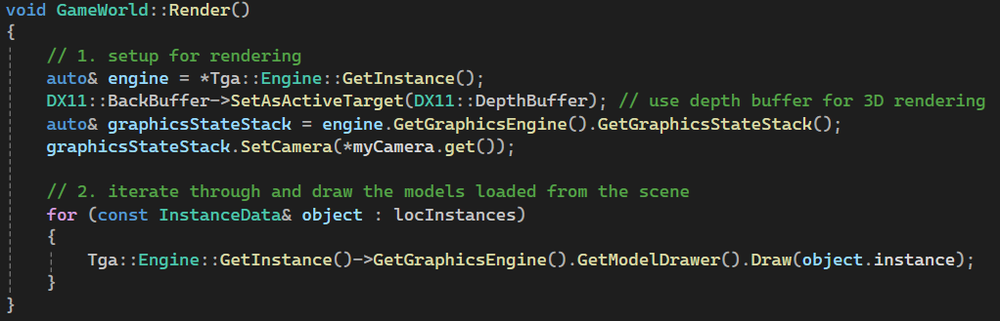 void GameWorld::Render()
{
    // 1. setup for rendering
    auto& engine = *Tga::Engine::GetInstance();
    DX11::BackBuffer->SetAsActiveTarget(DX11::DepthBuffer); // use depth buffer for 3D rendering
    auto& graphicsStateStack = engine.GetGraphicsEngine().GetGraphicsStateStack();
    graphicsStateStack.SetCamera(*myCamera.get());

    // 2. iterate through and draw the models loaded from the scene
    for (const InstanceData& object : locInstances)
    {
        Tga::Engine::GetInstance()->GetGraphicsEngine().GetModelDrawer().Draw(object.instance);
    }
}